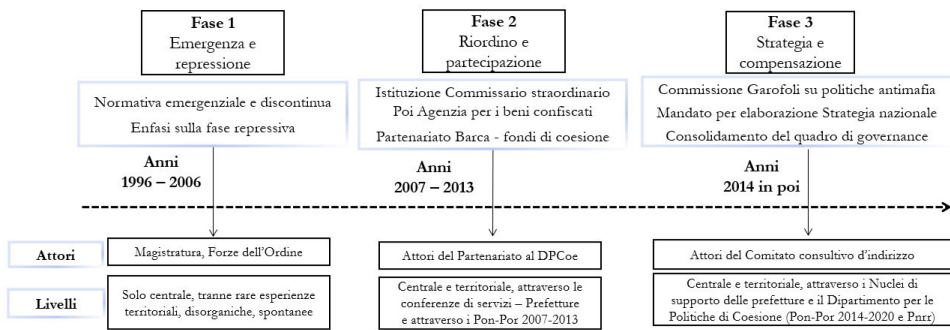 Fase 1
Emergenza e
repressione
Fase 2
Riordino e
partecipazione
Fase 3
Strategia e
compensazione
Normativa emergenziale e discontinua
Enfasi sulla fase repressiva
Istituzione Commissario straordinario
Poi Agenzia per i beni confiscati
Partenariato Barca - fondi di coesione
Commissione Garofoli su politiche antimafia
Mandato per elaborazione Strategia nazionale
Consolidamento del quadro di governance
Anni
1996 – 2006
Anni
2007 – 2013
Anni
2014 in poi
Attori
Magistratura, Forze dell'Ordine
Attori del Partenariato al DPCoe
Attori del Comitato consultivo d'indirizzo
Livelli
Solo centrale, tranne rare esperienze
territoriali, disorganiche, spontanee
Centrale e territoriale, attraverso le
conferenze di servizi – Prefetture
e attraverso i Pon-Por 2007-2013
Centrale e territoriale, attraverso i Nuclei di
supporto delle prefetture e il Dipartimento per le
Politiche di Coesione (Pon-Por 2014-2020 e Pnrr)